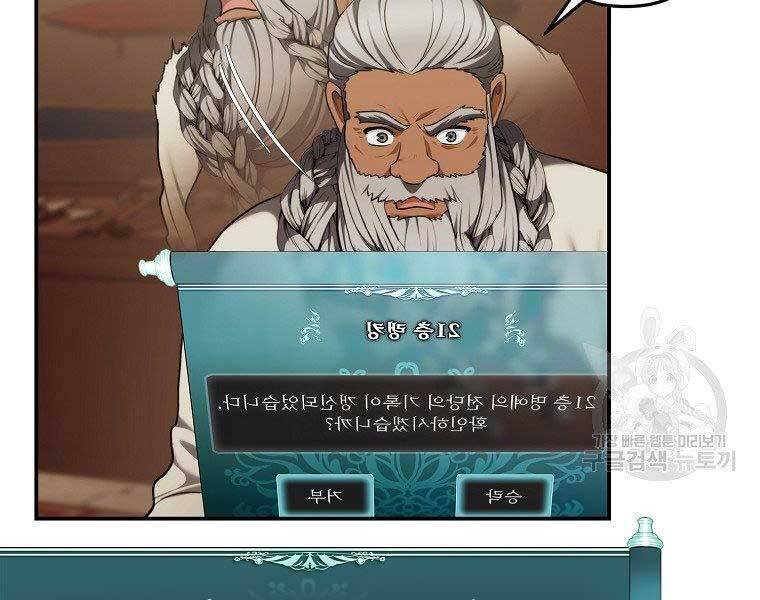 21층 랭킹
21층 명예의 전당의 기록이 갱신되었습니다.
확인하시겠습니까?
승락
거부
가장 빠른 웹툰 미리보기
구글검색 뉴토끼